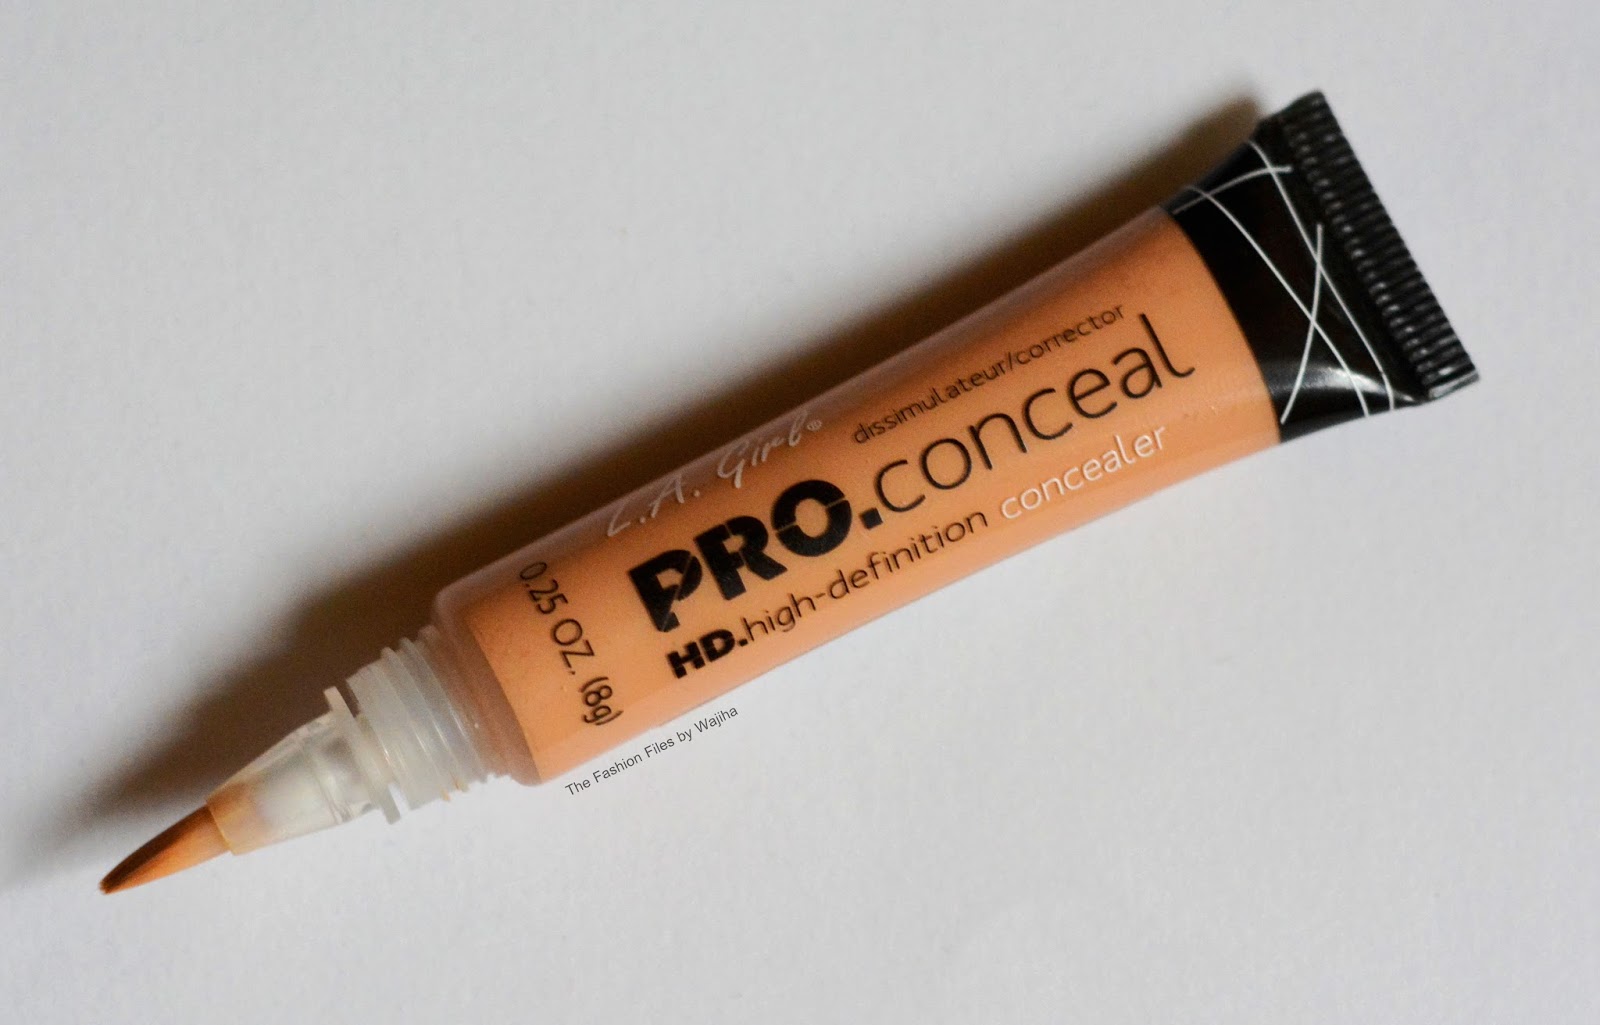 L.A. Girl®
dissimulateur/corrector
PRO.conceal
HD.high-definition concealer
0.25 OZ. (8g)
The Fashion Files by Wajiha